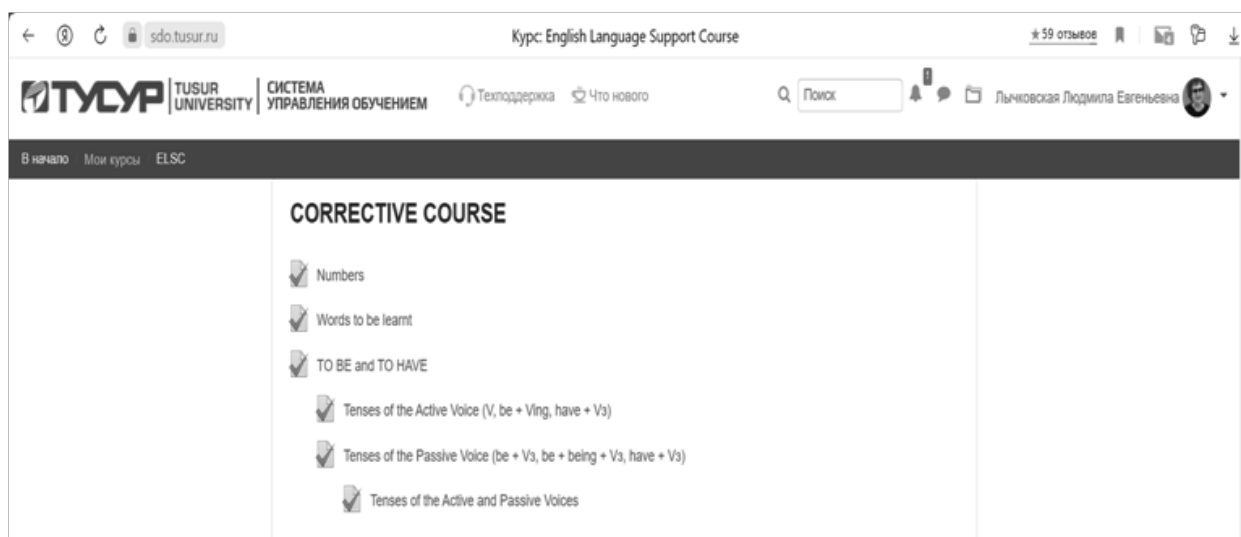 sdo.tusur.ru Курс: English Language Support Course ★ 59 отзывов
ТУСУР TUSUR UNIVERSITY СИСТЕМА УПРАВЛЕНИЯ ОБУЧЕНИЕМ Техподдержка Что нового Поиск 1 Лычковская Людмила Евгеньевна
В начало Мои курсы ELSC
CORRECTIVE COURSE
Numbers
Words to be learnt
TO BE and TO HAVE
Tenses of the Active Voice (V, be + Ving, have + V3)
Tenses of the Passive Voice (be + V3, be + being + V3, have + V3)
Tenses of the Active and Passive Voices